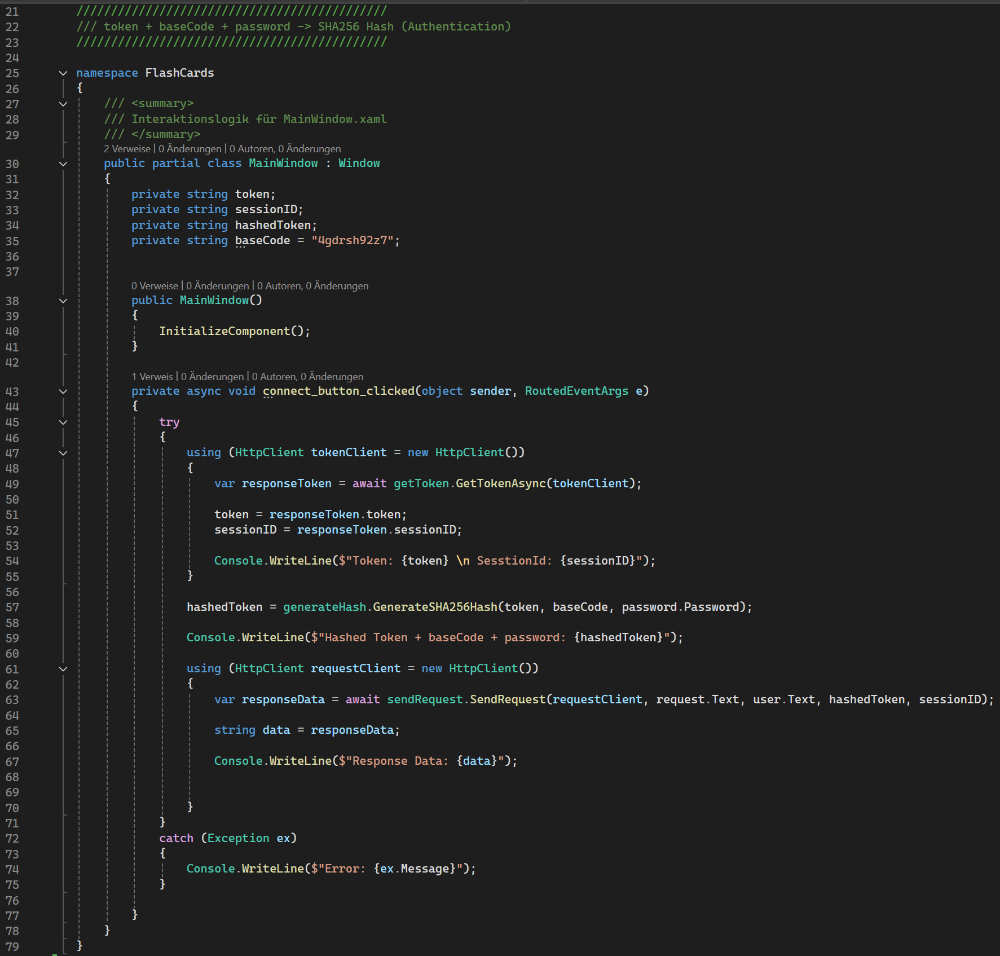 21 /////////////////////////////////////////////
22 /// token + baseCode + password -> SHA256 Hash (Authentication)
23 /////////////////////////////////////////////
24
25 namespace FlashCards
26 {
27 /// <summary>
28 /// Interaktionslogik für MainWindow.xaml
29 /// </summary>
2 Verweise | 0 Änderungen | 0 Autoren, 0 Änderungen
30 public partial class MainWindow : Window
31 {
32 private string token;
33 private string sessionID;
34 private string hashedToken;
35 private string baseCode = "4gdrsh92z7";
36
37
0 Verweise | 0 Änderungen | 0 Autoren, 0 Änderungen
38 public MainWindow()
39 {
40 InitializeComponent();
41 }
42
1 Verweis | 0 Änderungen | 0 Autoren, 0 Änderungen
43 private async void connect_button_clicked(object sender, RoutedEventArgs e)
44 {
45 try
46 {
47 using (HttpClient tokenClient = new HttpClient())
48 {
49 var responseToken = await getToken.GetTokenAsync(tokenClient);
50
51 token = responseToken.token;
52 sessionID = responseToken.sessionID;
53
54 Console.WriteLine($"Token: {token} \n SesstionId: {sessionID}");
55 }
56
57 hashedToken = generateHash.GenerateSHA256Hash(token, baseCode, password.Password);
58
59 Console.WriteLine($"Hashed Token + baseCode + password: {hashedToken}");
60
61 using (HttpClient requestClient = new HttpClient())
62 {
63 var responseData = await sendRequest.SendRequest(requestClient, request.Text, user.Text, hashedToken, sessionID);
64
65 string data = responseData;
66
67 Console.WriteLine($"Response Data: {data}");
68
69
70 }
71 }
72 catch (Exception ex)
73 {
74 Console.WriteLine($"Error: {ex.Message}");
75 }
76
77 }
78 }
79 }